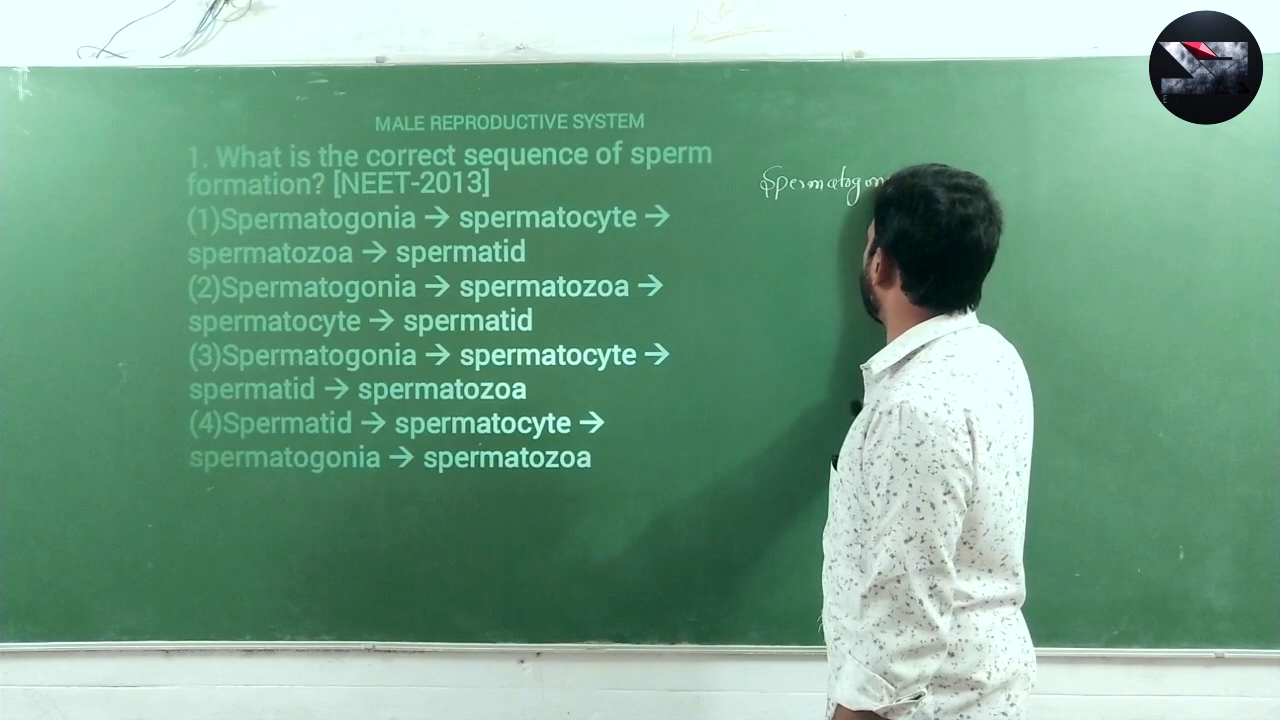 MALE REPRODUCTIVE SYSTEM
1. What is the correct sequence of sperm
formation? [NEET-2013]
(1)Spermatogonia → spermatocyte →
spermatozoa → spermatid
(2)Spermatogonia → spermatozoa →
spermatocyte → spermatid
(3)Spermatogonia → spermatocyte →
spermatid → spermatozoa
(4)Spermatid → spermatocyte →
spermatogonia → spermatozoa
Spermatogon